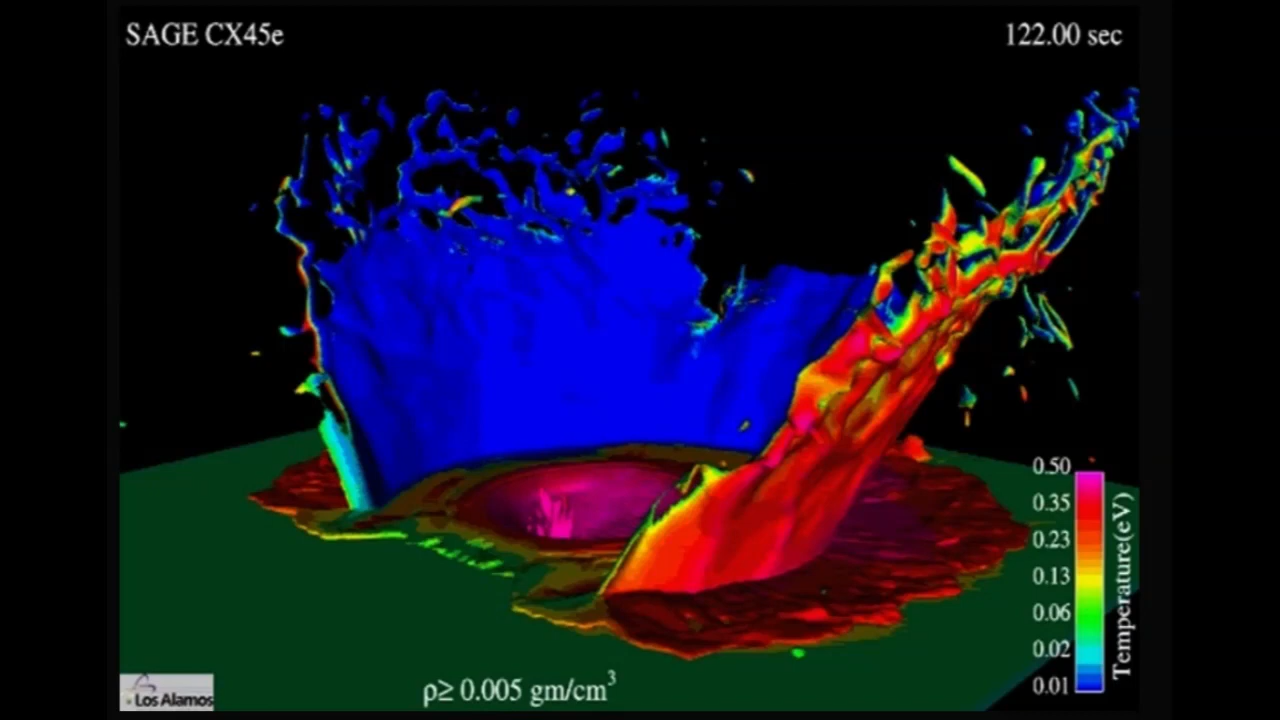 SAGE CX45e
122.00 sec
0.50
0.35
0.23
0.13
0.06
0.02
0.01
Temperature(eV)
ρ≥ 0.005 gm/cm³
Los Alamos